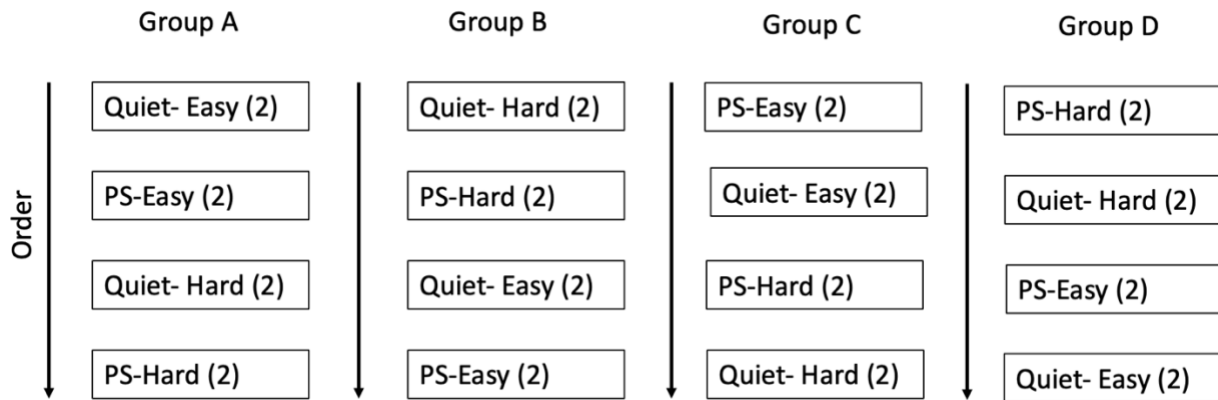 Group A
Group B
Group C
Group D
Order
Quiet- Easy (2)
Quiet- Hard (2)
PS-Easy (2)
PS-Hard (2)
PS-Easy (2)
PS-Hard (2)
Quiet- Easy (2)
Quiet- Hard (2)
Quiet- Hard (2)
Quiet- Easy (2)
PS-Hard (2)
PS-Easy (2)
PS-Hard (2)
PS-Easy (2)
Quiet- Hard (2)
Quiet- Easy (2)